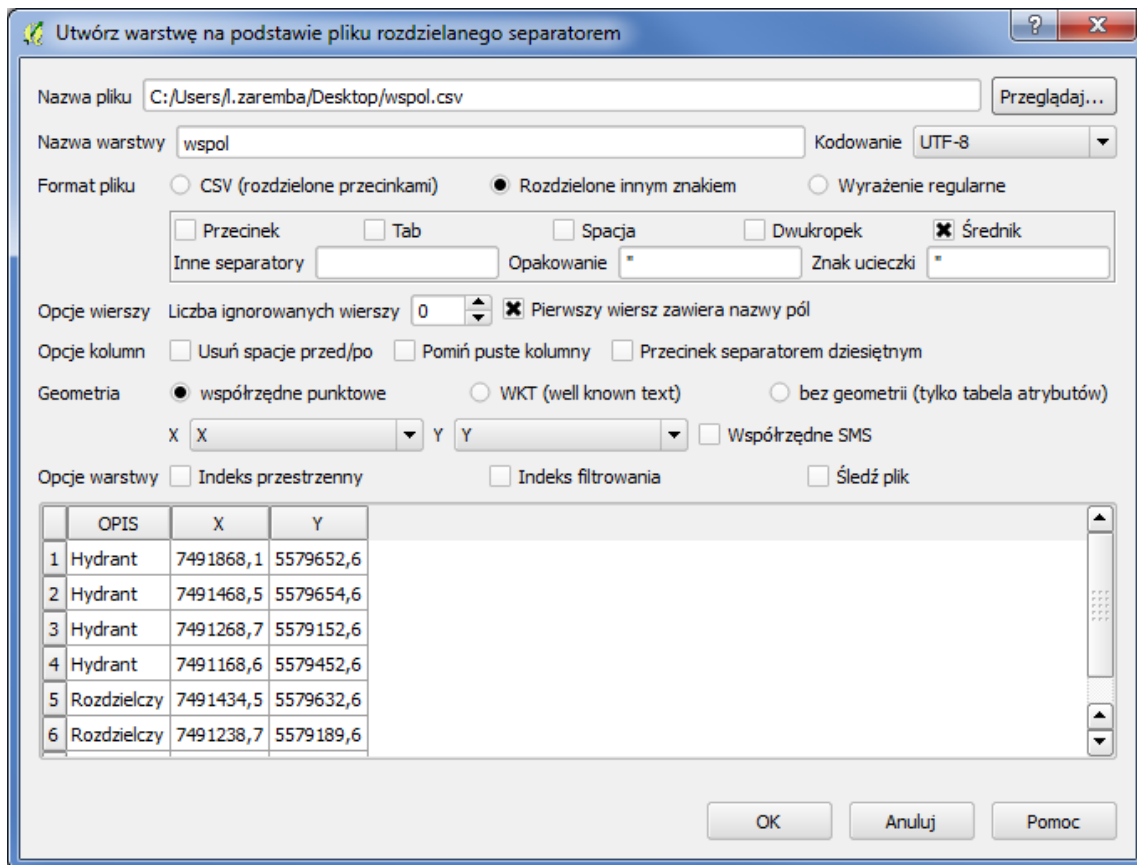 Utwórz warstwę na podstawie pliku rozdzielanego separatorem
Nazwa pliku C:/Users/l.zaremba/Desktop/wspol.csv Przeglądaj...
Nazwa warstwy wspol Kodowanie UTF-8
Format pliku CSV (rozdzielone przecinkami) Rozdzielone innym znakiem Wyrażenie regularne
Przecinek Tab Spacja Dwukropek Średnik
Inne separatory Opakowanie " Znak ucieczki "
Opcje wierszy Liczba ignorowanych wierszy 0 Pierwszy wiersz zawiera nazwy pól
Opcje kolumn Usuń spacje przed/po Pomiń puste kolumny Przecinek separatorem dziesiętnym
Geometria współrzędne punktowe WKT (well known text) bez geometrii (tylko tabela atrybutów)
X X Y Y Współrzędne SMS
Opcje warstwy Indeks przestrzenny Indeks filtrowania Śledź plik
OPIS X Y
1 Hydrant 7491868,1 5579652,6
2 Hydrant 7491468,5 5579654,6
3 Hydrant 7491268,7 5579152,6
4 Hydrant 7491168,6 5579452,6
5 Rozdzielczy 7491434,5 5579632,6
6 Rozdzielczy 7491238,7 5579189,6
OK Anuluj Pomoc